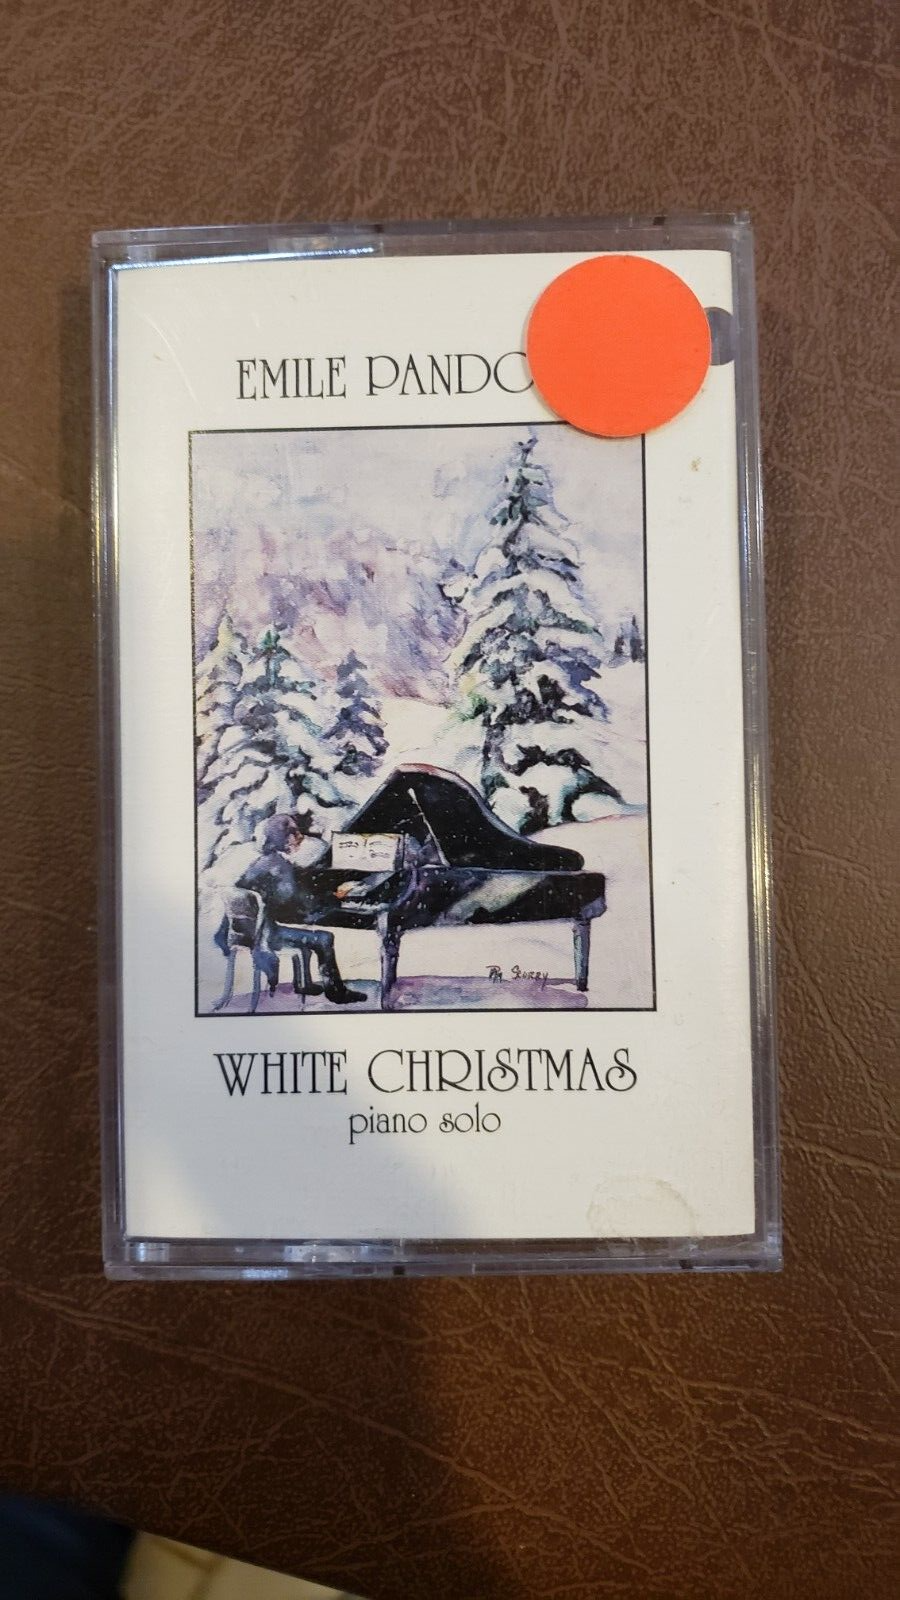 EMILE PANDO
WHITE CHRISTMAS
piano solo